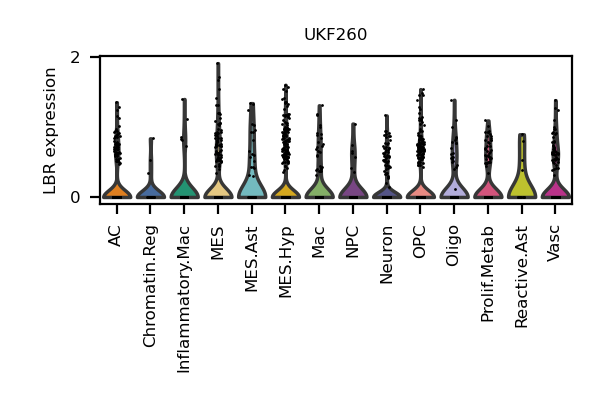 UKF260
LBR expression
2
0
AC
Chromatin.Reg
Inflammatory.Mac
MES
MES.Ast
MES.Hyp
Mac
NPC
Neuron
OPC
Oligo
Prolif.Metab
Reactive.Ast
Vasc